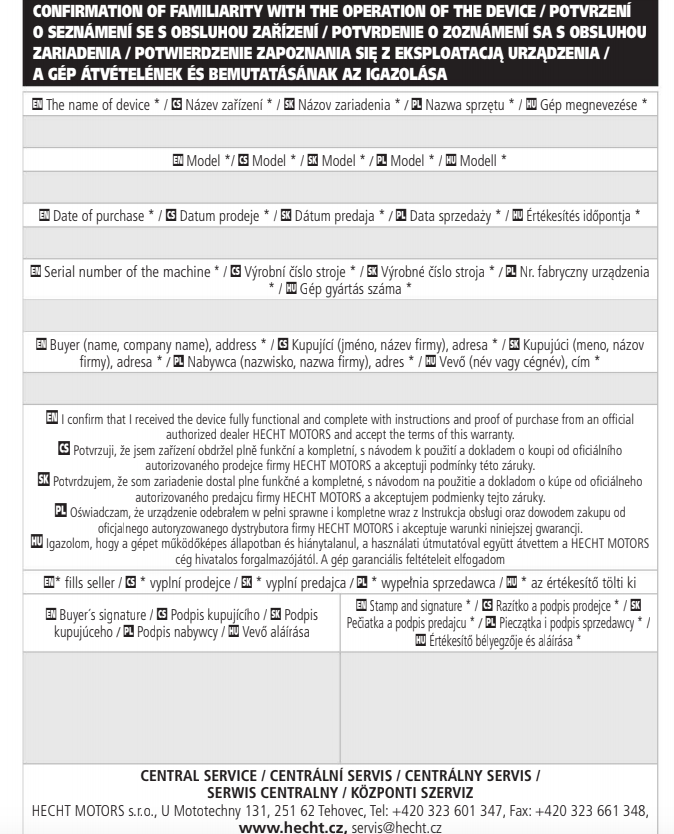 CONFIRMATION OF FAMILIARITY WITH THE OPERATION OF THE DEVICE / POTVRZENÍ
O SEZNÁMENÍ SE S OBSLUHOU ZAŘÍZENÍ / POTVRDENIE O ZOZNÁMENÍ SA S OBSLUHOU
ZARIADENIA / POTWIERDZENIE ZAPOZNANIA SIĘ Z EKSPLOATACJĄ URZĄDZENIA /
A GÉP ÁTVÉTELÉNEK ÉS BEMUTATÁSÁNAK AZ IGAZOLÁSA
EN The name of device * / CS Název zařízení * / SK Názov zariadenia * / PL Nazwa sprzętu * / HU Gép megnevezése *
EN Model */ CS Model * / SK Model * / PL Model * / HU Modell *
EN Date of purchase * / CS Datum prodeje * / SK Dátum predaja * / PL Data sprzedaży * / HU Értékesítés időpontja *
EN Serial number of the machine * / CS Výrobní číslo stroje * / SK Výrobné číslo stroja * / PL Nr. fabryczny urządzenia
* / HU Gép gyártás száma *
EN Buyer (name, company name), address * / CS Kupující (jméno, název firmy), adresa * / SK Kupujúci (meno, názov
firmy), adresa * / PL Nabywca (nazwisko, nazwa firmy), adres * / HU Vevő (név vagy cégnév), cím *
EN I confirm that I received the device fully functional and complete with instructions and proof of purchase from an official
authorized dealer HECHT MOTORS and accept the terms of this warranty.
CS Potvrzuji, že jsem zařízení obdržel plně funkční a kompletní, s návodem k použití a dokladem o koupi od oficiálního
autorizovaného prodejce firmy HECHT MOTORS a akceptuji podmínky této záruky.
SK Potvrdzujem, že som zariadenie dostal plne funkčné a kompletné, s návodom na použitie a dokladom o kúpe od oficiálneho
autorizovaného predajcu firmy HECHT MOTORS a akceptujem podmienky tejto záruky.
PL Oświadczam, że urządzenie odebrałem w pełni sprawne i kompletne wraz z Instrukcja obsługi oraz dowodem zakupu od
oficjalnego autoryzowanego dystrybutora firmy HECHT MOTORS i akceptuje warunki niniejszej gwarancji.
HU Igazolom, hogy a gépet működőképes állapotban és hiánytalanul, a használati útmutatóval együtt átvettem a HECHT MOTORS
cég hivatalos forgalmazójától. A gép garanciális feltételeit elfogadom
EN* fills seller / CS * vyplní prodejce / SK * vyplní predajca / PL * wypełnia sprzedawca / HU * az értékesítő tölti ki
EN Buyer´s signature / CS Podpis kupujícího / SK Podpis
kupujúceho / PL Podpis nabywcy / HU Vevő aláírása
EN Stamp and signature * / CS Razítko a podpis prodejce * / SK
Pečiatka a podpis predajcu * / PL Pieczątka i podpis sprzedawcy * /
HU Értékesítő bélyegzője és aláírása *
CENTRAL SERVICE / CENTRÁLNÍ SERVIS / CENTRÁLNY SERVIS /
SERWIS CENTRALNY / KÖZPONTI SZERVIZ
HECHT MOTORS s.r.o., U Mototechny 131, 251 62 Tehovec, Tel: +420 323 601 347, Fax: +420 323 661 348,
www.hecht.cz, servis@hecht.cz